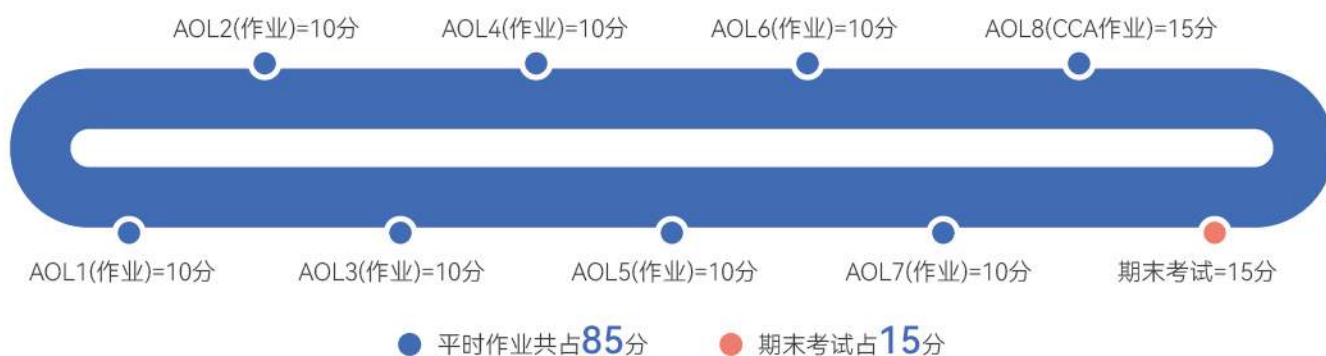 AOL2(作业)=10分 AOL4(作业)=10分 AOL6(作业)=10分 AOL8(CCA作业)=15分
AOL1(作业)=10分 AOL3(作业)=10分 AOL5(作业)=10分 AOL7(作业)=10分 期末考试=15分
平时作业共占85分 期末考试占15分